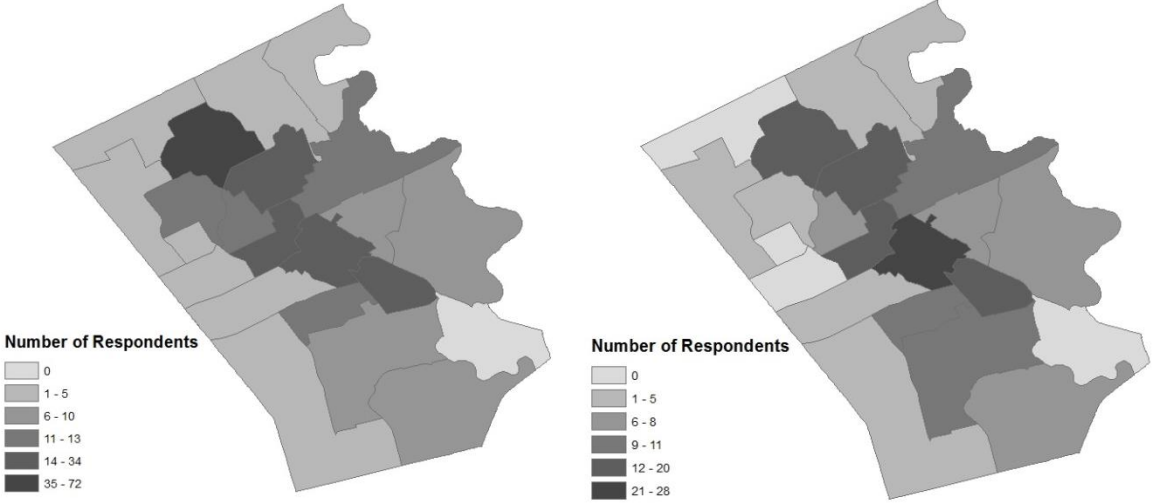 Number of Respondents
0
1 - 5
6 - 10
11 - 13
14 - 34
35 - 72
Number of Respondents
0
1 - 5
6 - 8
9 - 11
12 - 20
21 - 28